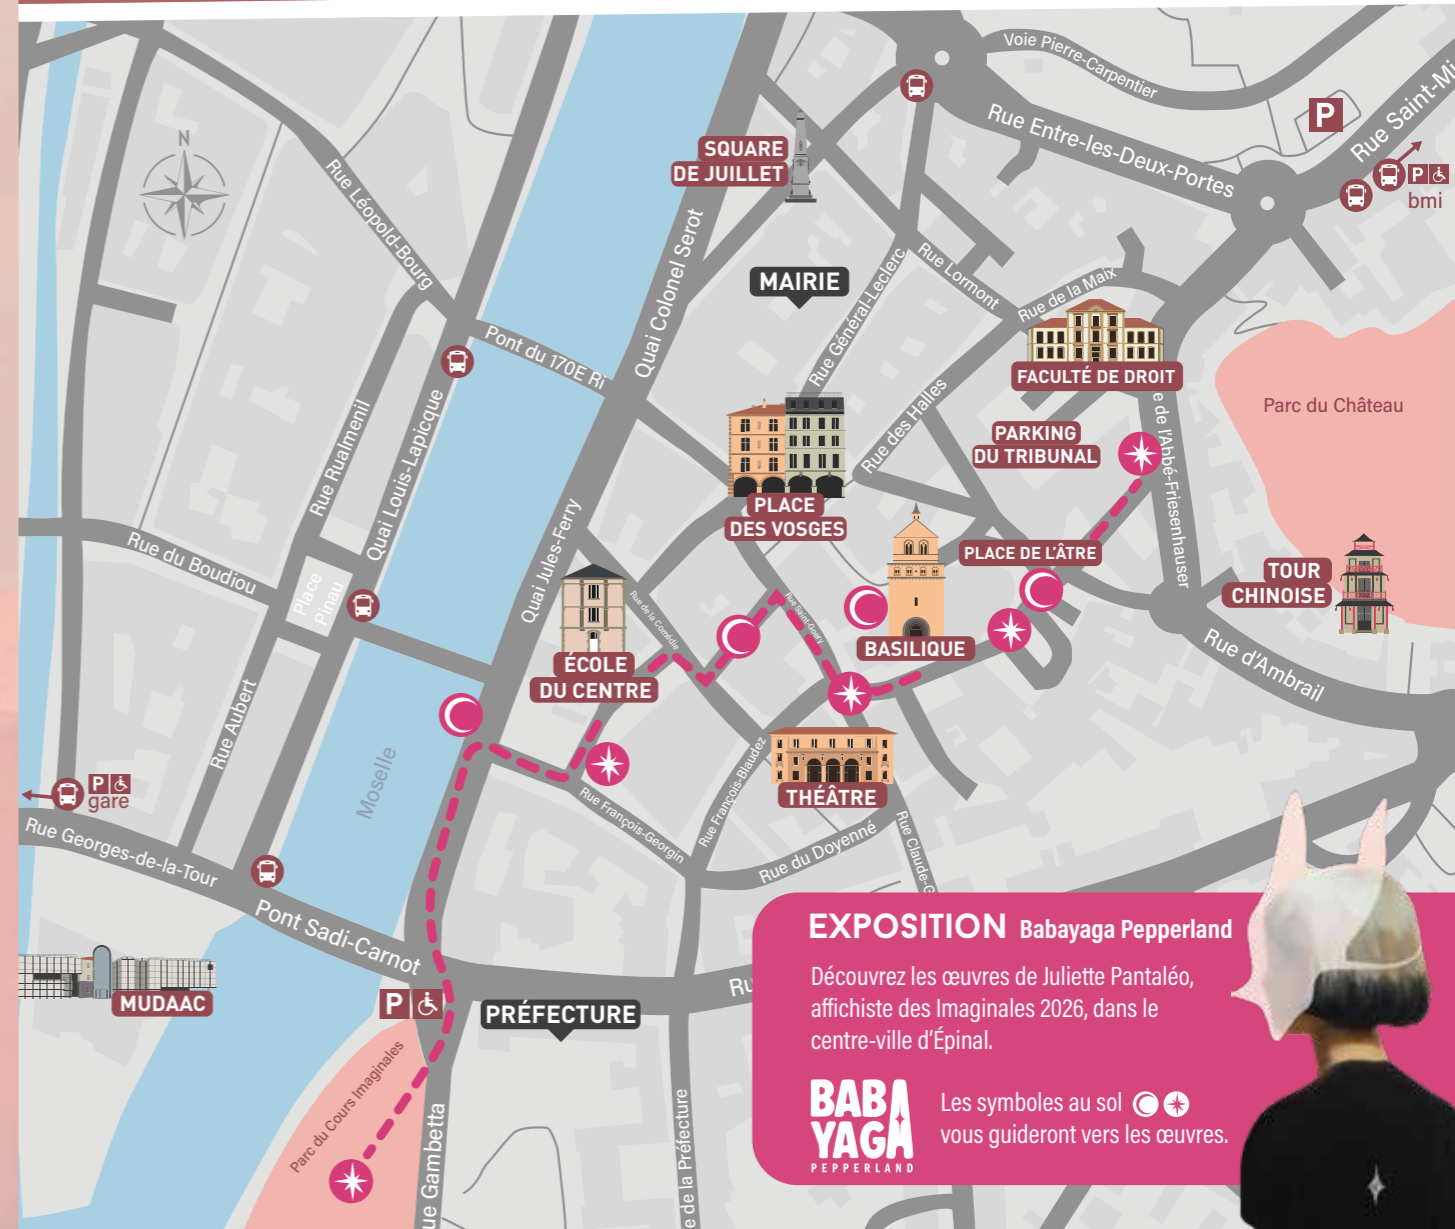 Voie Pierre-Carpentier
Rue Entre-les-Deux-Portes
P
Rue Saint-Mi
P
bmi
N
SQUARE
DE JUILLET
Rue Léopold-Bourg
Quai Colonel Serot
MAIRIE
Rue Général-Leclerc
Rue Lormont
Rue de la Maix
FACULTÉ DE DROIT
Parc du Château
Pont du 170E Ri
Rue Rualmenil
Quai Louis-Lapicque
Rue des Halles
PARKING
DU TRIBUNAL
e de l'Abbé-Friesenhauser
PLACE
DES VOSGES
PLACE DE L'ÂTRE
TOUR
CHINOISE
Rue du Boudiou
Place
Pinau
Quai Jules-Ferry
Rue de la Comédie
Rue Saint-Goery
BASILIQUE
Rue d'Ambrail
ÉCOLE
DU CENTRE
Rue Aubert
Moselle
THÉÂTRE
Rue François-Blaudez
Rue François-Georgin
Rue du Doyenné
Rue Claude-G
P
gare
Rue Georges-de-la-Tour
Pont Sadi-Carnot
MUDAAC
P
PRÉFECTURE
Ru
Parc du Cours Imaginales
ue Gambetta
e de la Préfecture
EXPOSITION Babayaga Pepperland
Découvrez les œuvres de Juliette Pantaléo,
affichiste des Imaginales 2026, dans le
centre-ville d'Épinal.
BABA
YAGA
PEPPERLAND
Les symboles au sol
vous guideront vers les œuvres.